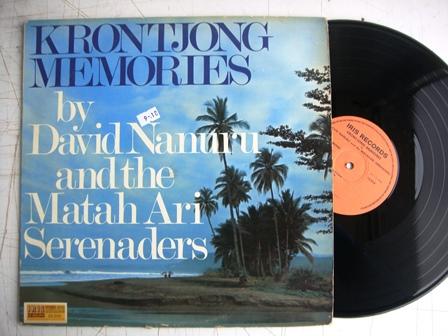 KRONTJONG
MEMORIES
by
David Nanuru
and the
Matah Ari
Serenaders
IRIS RECORDS